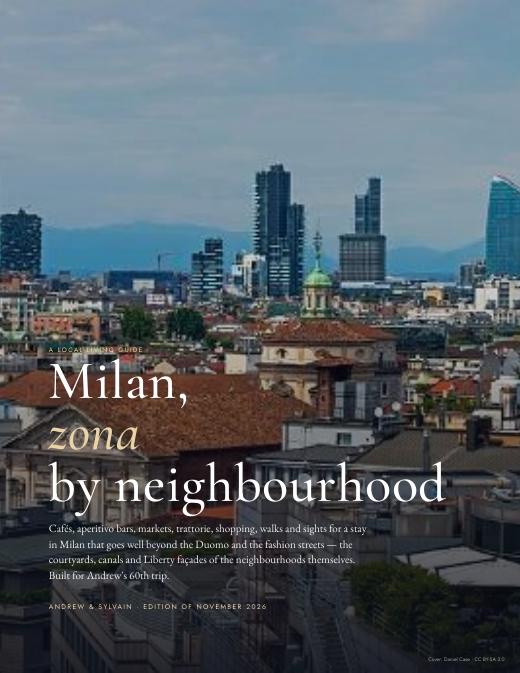 A LOCAL LIVING GUIDE
Milan,
zona
by neighbourhood
Cafés, aperitivo bars, markets, trattorie, shopping, walks and sights for a stay
in Milan that goes well beyond the Duomo and the fashion streets — the
courtyards, canals and Liberty façades of the neighbourhoods themselves.
Built for Andrew's 60th trip.
ANDREW & SYLVAIN · EDITION OF NOVEMBER 2026
Cover: Daniel Case · CC BY-SA 3.0